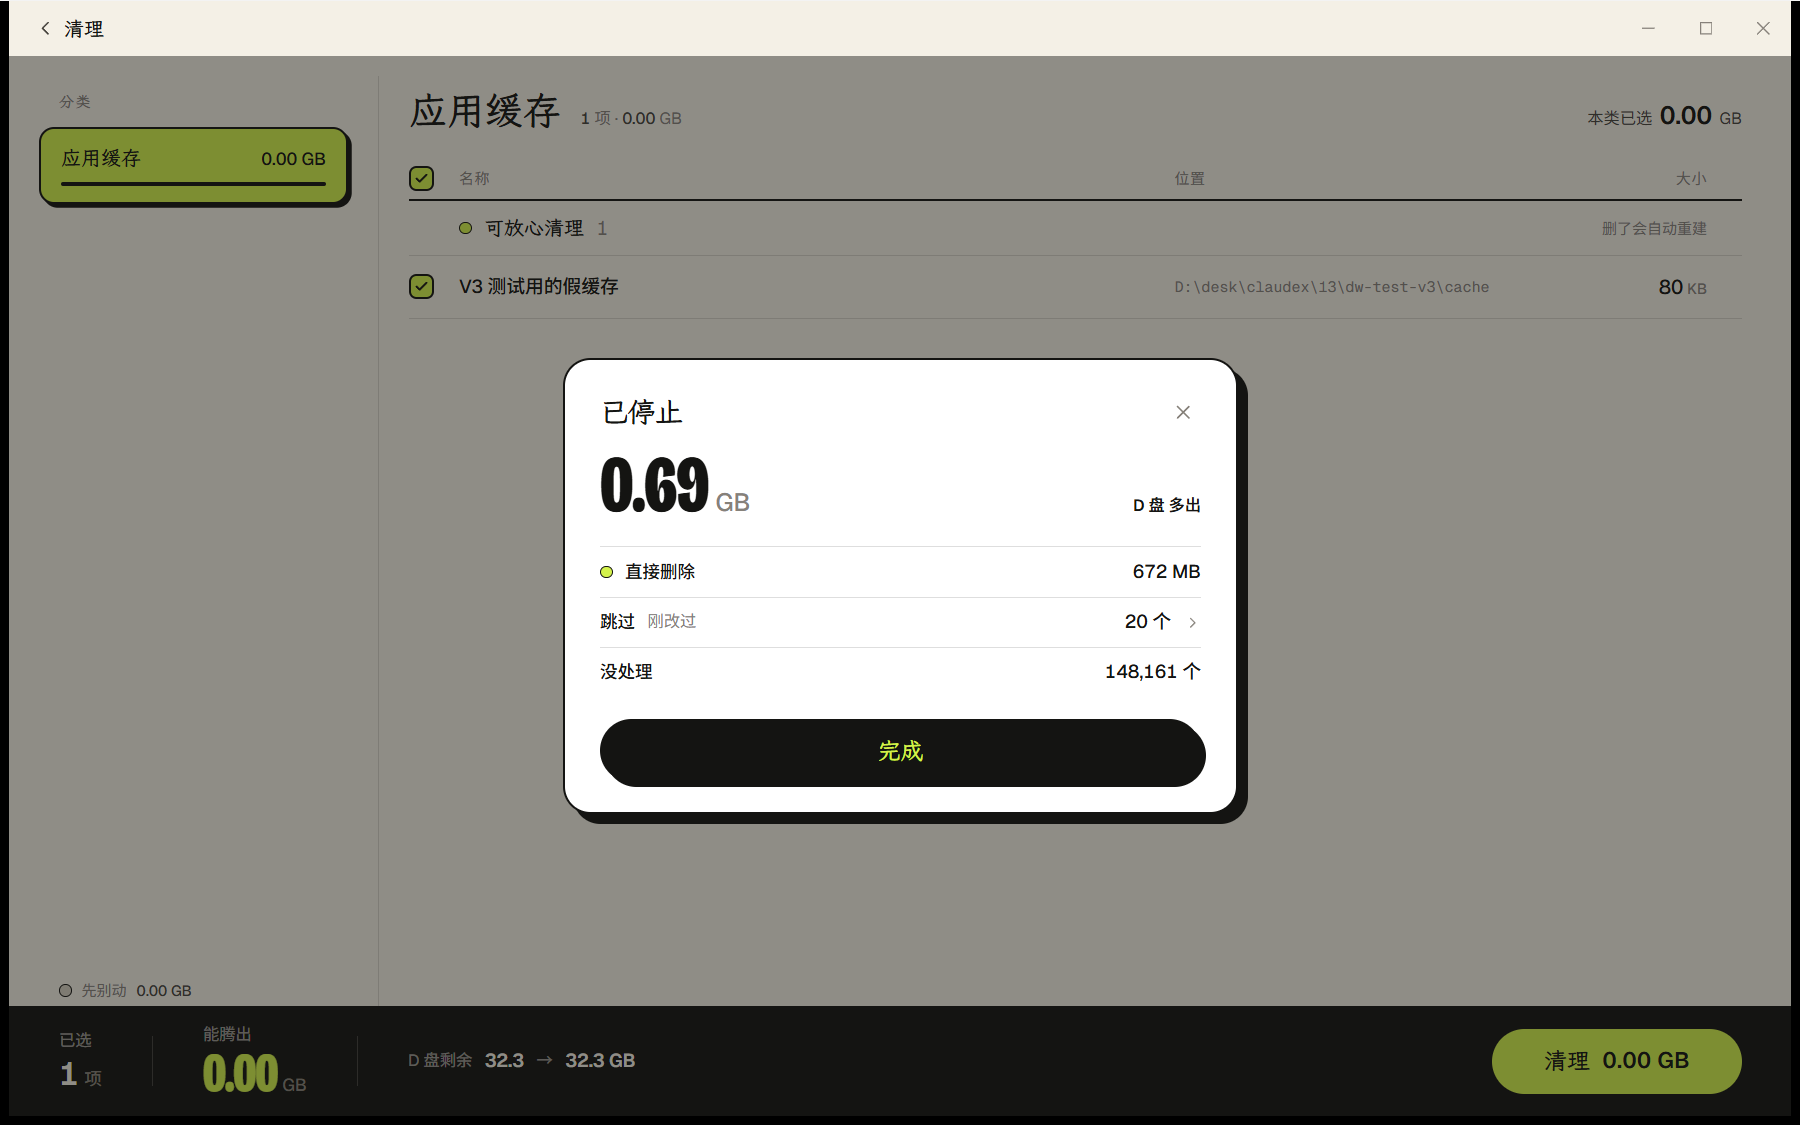 清理
分类
应用缓存 0.00 GB
应用缓存 1 项 · 0.00 GB 本类已选 0.00 GB
名称 位置 大小
可放心清理 1 删了会自动重建
V3 测试用的假缓存 D:\desk\claudex\13\dw-test-v3\cache 80 KB
已停止
0.69 GB D 盘 多出
直接删除 672 MB
跳过 刚改过 20 个
没处理 148,161 个
完成
先别动 0.00 GB
已选
1 项
能腾出
0.00 GB
D 盘剩余 32.3 → 32.3 GB
清理 0.00 GB